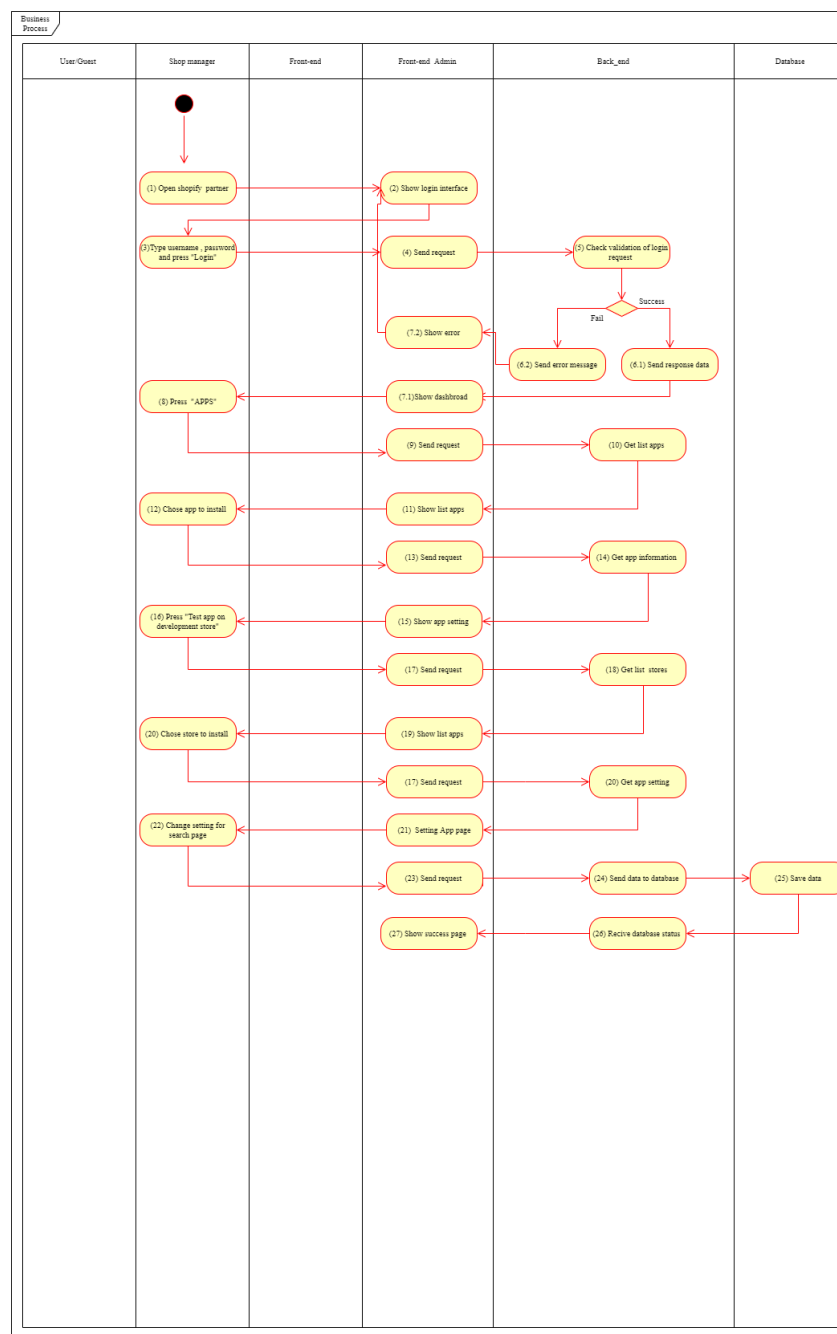 Business
Process
User/Guest
Shop manager
Front-end
Front-end Admin
Back_end
Database
(1) Open shopify partner
(2) Show login interface
(3)Type username , password
and press "Login"
(4) Send request
(5) Check validation of login
request
Success
Fail
(7.2) Show error
(6.2) Send error message
(6.1) Send response data
(8) Press "APPS"
(7.1)Show dashbroad
(9) Send request
(10) Get list apps
(12) Chose app to install
(11) Show list apps
(13) Send request
(14) Get app information
(16) Press "Test app on
development store"
(15) Show app setting
(17) Send request
(18) Get list stores
(20) Chose store to install
(19) Show list apps
(17) Send request
(20) Get app setting
(22) Change setting for
search page
(21) Setting App page
(23) Send request
(24) Send data to database
(25) Save data
(27) Show success page
(26) Recive database status